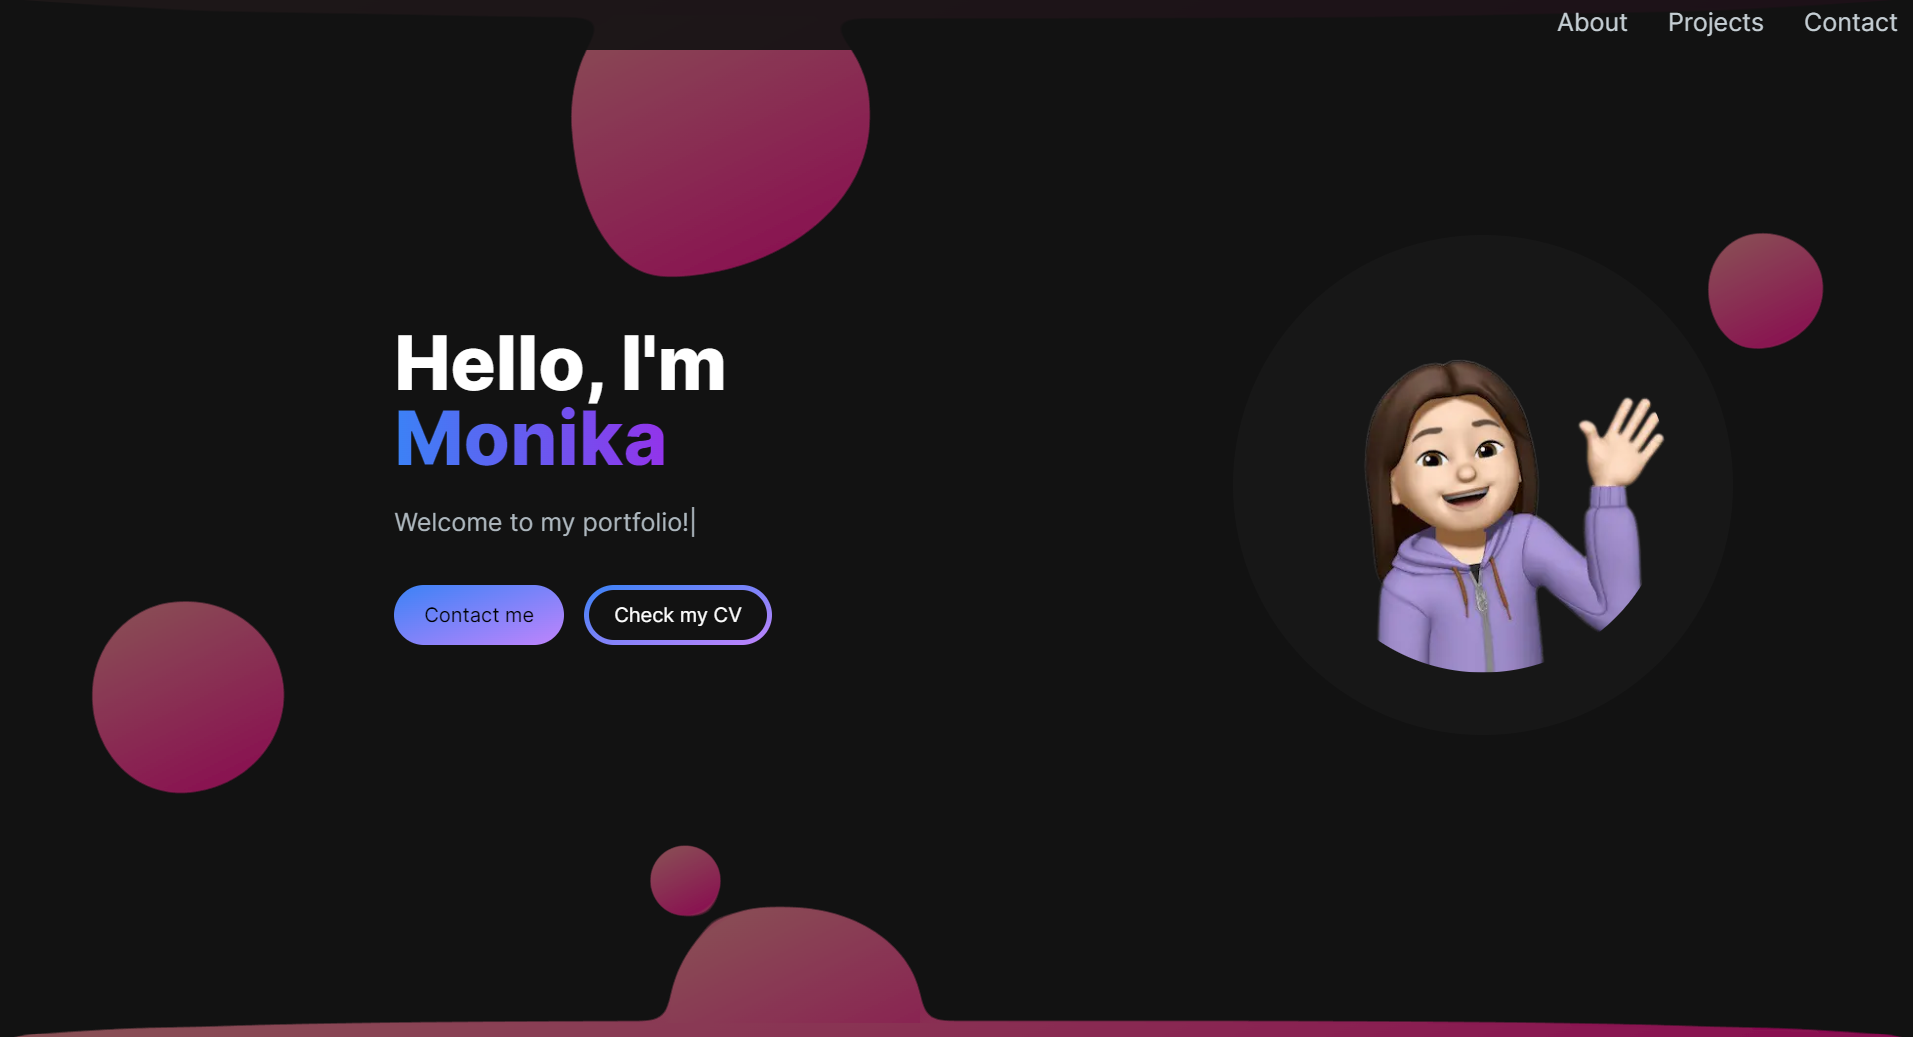 About Projects Contact
Hello, I'm
Monika
Welcome to my portfolio!|
Contact me
Check my CV